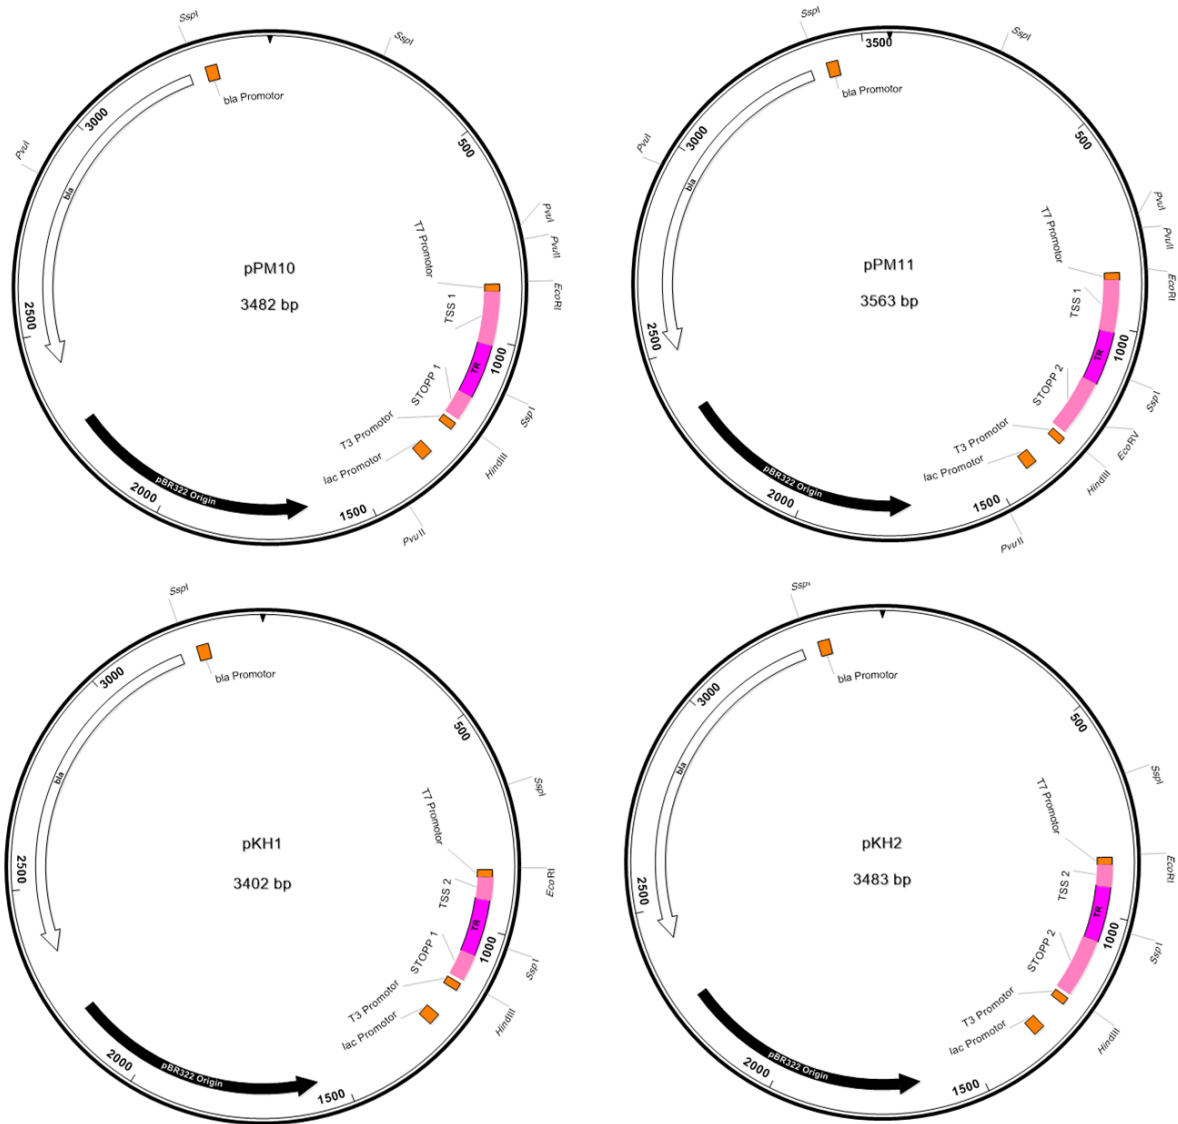 SspI
SspI
bla Promotor
3000
500
PvuI
bla
PvuI
PvuII
T7 Promotor
EcoRI
pPM10
3482 bp
TSS 1
2500
1000
TR
STOPP 1
SspI
T3 Promotor
HindIII
lac Promotor
pBR322 Origin
2000
1500
PvuII
SspI
3500
SspI
bla Promotor
3000
500
PvuI
bla
PvuI
PvuII
T7 Promotor
EcoRI
pPM11
3563 bp
TSS 1
2500
1000
TR
STOPP 2
SspI
EcoRV
T3 Promotor
HindIII
lac Promotor
pBR322 Origin
2000
1500
PvuII
SspI
bla Promotor
3000
500
bla
SspI
T7 Promotor
pKH1
3402 bp
EcoRI
2500
TSS 2
TR
1000
STOPP 1
SspI
T3 Promotor
HindIII
lac Promotor
pBR322 Origin
2000
1500
SspI
bla Promotor
3000
500
bla
SspI
T7 Promotor
pKH2
3483 bp
EcoRI
2500
TSS 2
TR
1000
STOPP 2
SspI
T3 Promotor
HindIII
lac Promotor
pBR322 Origin
2000
1500